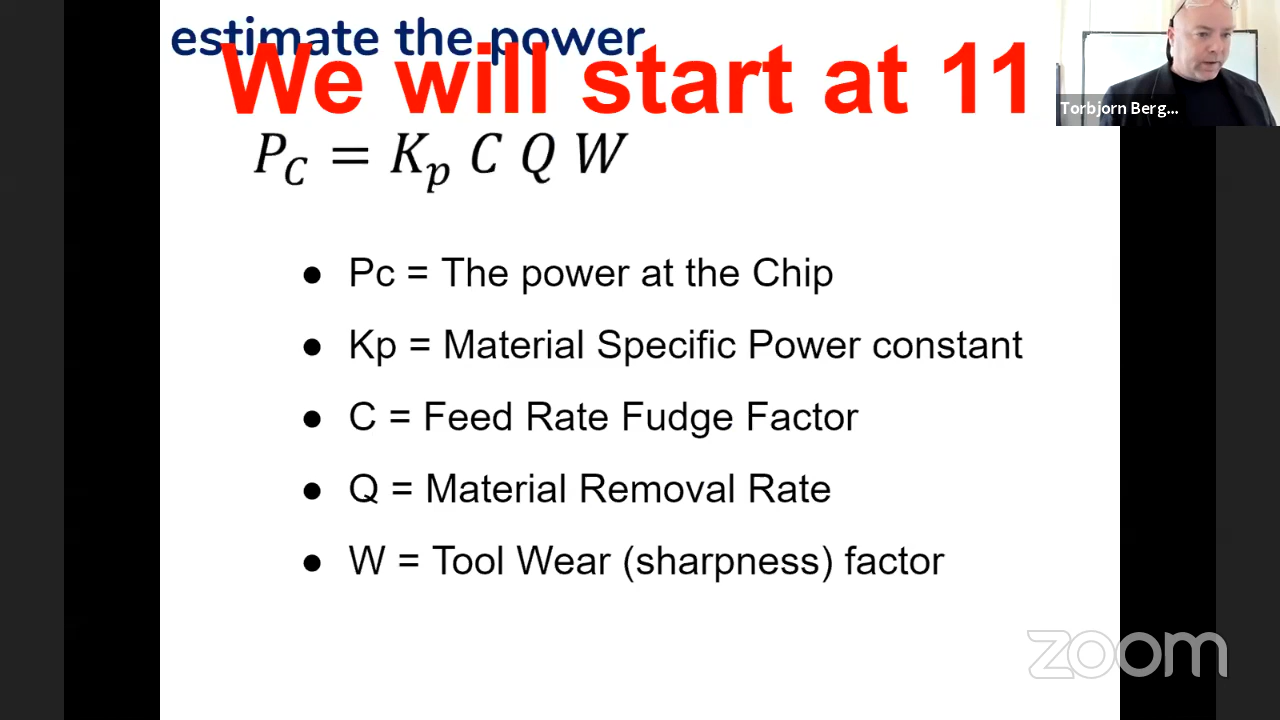 estimate the power
We will start at 11
Torbjorn Berg...
P_C = K_p C Q W
● Pc = The power at the Chip
● Kp = Material Specific Power constant
● C = Feed Rate Fudge Factor
● Q = Material Removal Rate
● W = Tool Wear (sharpness) factor
zoom